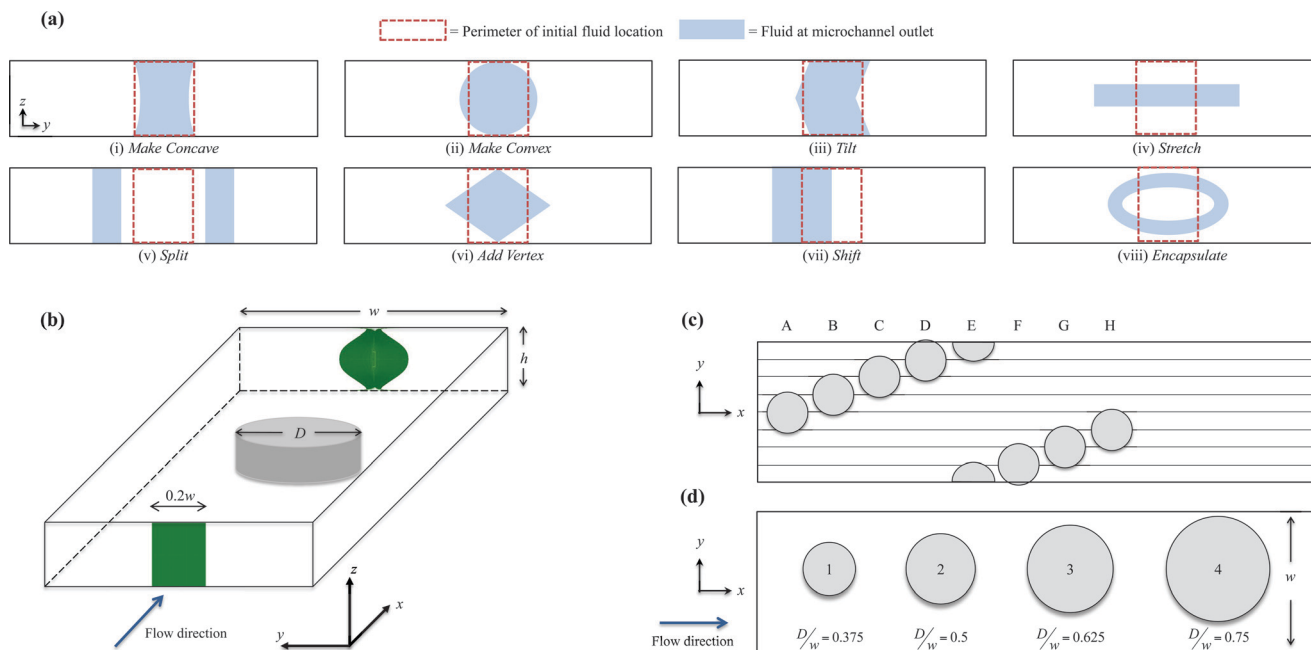 (a)
= Perimeter of initial fluid location = Fluid at microchannel outlet
z
y
(i) Make Concave (ii) Make Convex (iii) Tilt (iv) Stretch
(v) Split (vi) Add Vertex (vii) Shift (viii) Encapsulate
(b)
w
h
D
0.2w
z
x
y
Flow direction
(c)
A B C D E F G H
y
x
(d)
y
x
1 2 3 4
w
Flow direction
D/w = 0.375 D/w = 0.5 D/w = 0.625 D/w = 0.75